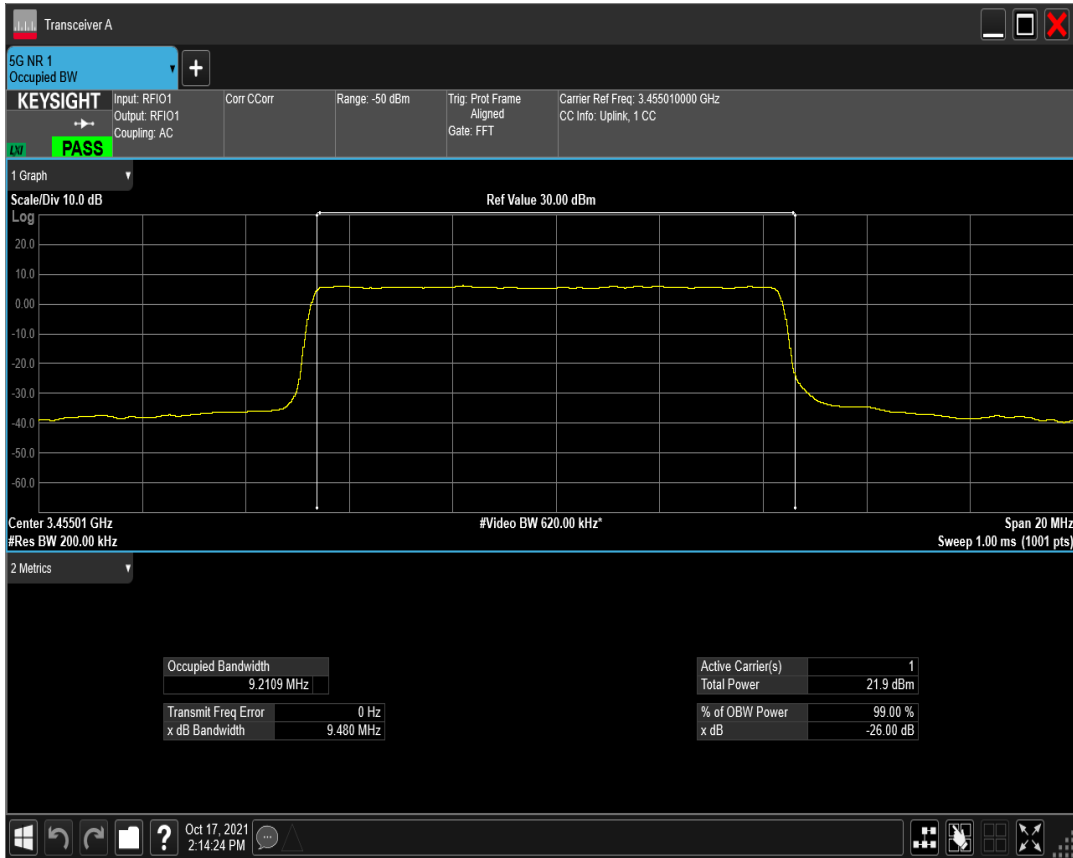 Transceiver A
5G NR 1
Occupied BW
KEYSIGHT
LXI
PASS
Input: RFIO1
Output: RFIO1
Coupling: AC
Corr CCorr
Range: -50 dBm
Trig: Prot Frame
Aligned
Gate: FFT
Carrier Ref Freq: 3.455010000 GHz
CC Info: Uplink, 1 CC
1 Graph
Scale/Div 10.0 dB
Ref Value 30.00 dBm
Log
20.0
10.0
0.00
-10.0
-20.0
-30.0
-40.0
-50.0
-60.0
Center 3.45501 GHz
#Video BW 620.00 kHz*
Span 20 MHz
#Res BW 200.00 kHz
Sweep 1.00 ms (1001 pts)
2 Metrics
Occupied Bandwidth
9.2109 MHz
Transmit Freq Error 0 Hz
x dB Bandwidth 9.480 MHz
Active Carrier(s) 1
Total Power 21.9 dBm
% of OBW Power 99.00 %
x dB -26.00 dB
?
Oct 17, 2021
2:14:24 PM